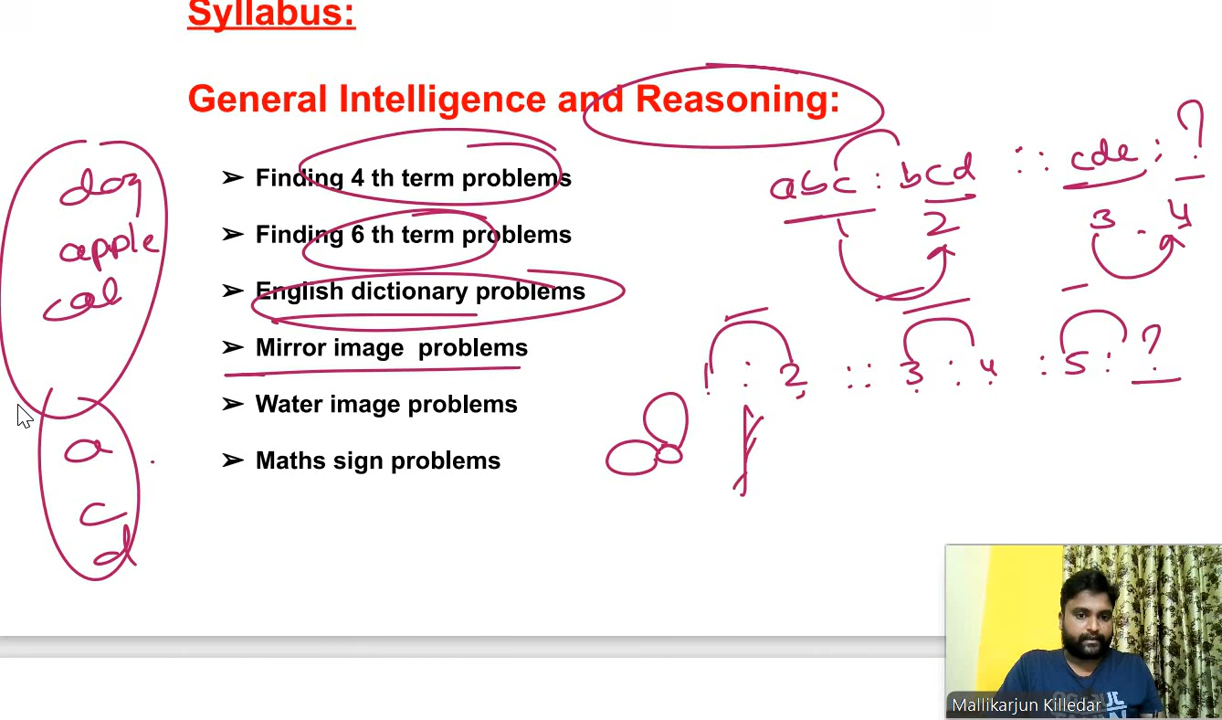 Syllabus:
General Intelligence and Reasoning:
➢ Finding 4 th term problems
➢ Finding 6 th term problems
➢ English dictionary problems
➢ Mirror image problems
➢ Water image problems
➢ Maths sign problems
dog
apple
cat
a
c
d
abc : bcd :: cde : ?
1 2 3 . 4
1 : 2 :: 3 : 4 : 5 : ?
Mallikarjun Killedar